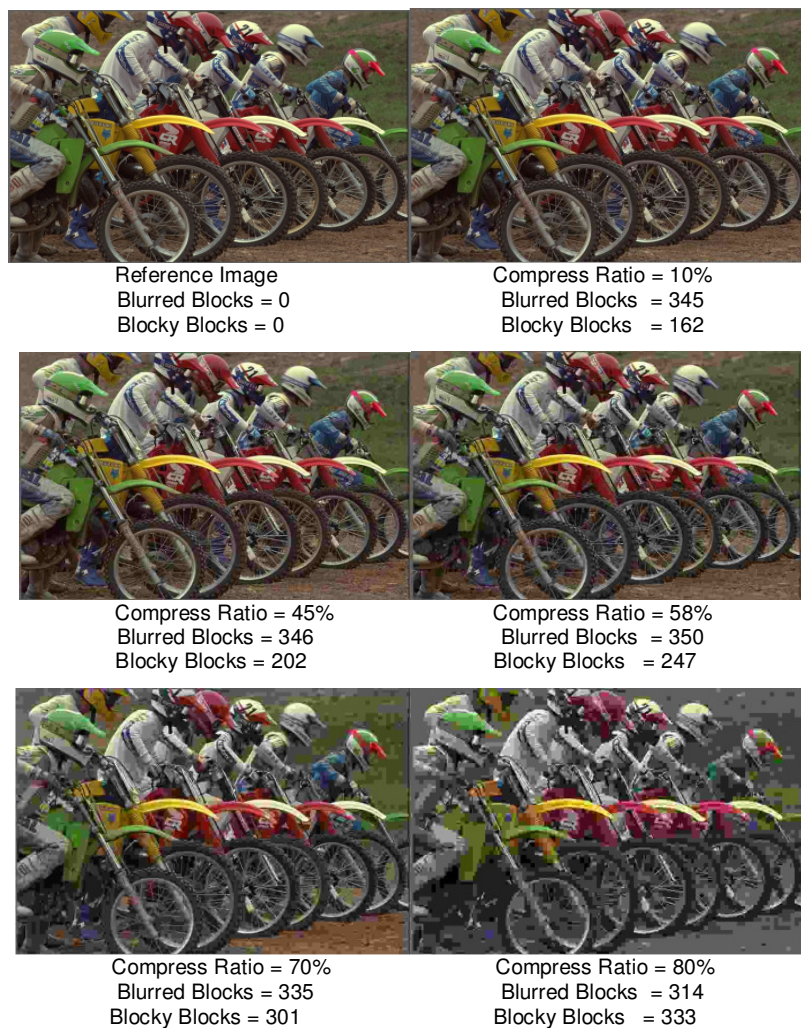 Reference Image
Blurred Blocks = 0
Blocky Blocks = 0
Compress Ratio = 10%
Blurred Blocks = 345
Blocky Blocks = 162
Compress Ratio = 45%
Blurred Blocks = 346
Blocky Blocks = 202
Compress Ratio = 58%
Blurred Blocks = 350
Blocky Blocks = 247
Compress Ratio = 70%
Blurred Blocks = 335
Blocky Blocks = 301
Compress Ratio = 80%
Blurred Blocks = 314
Blocky Blocks = 333